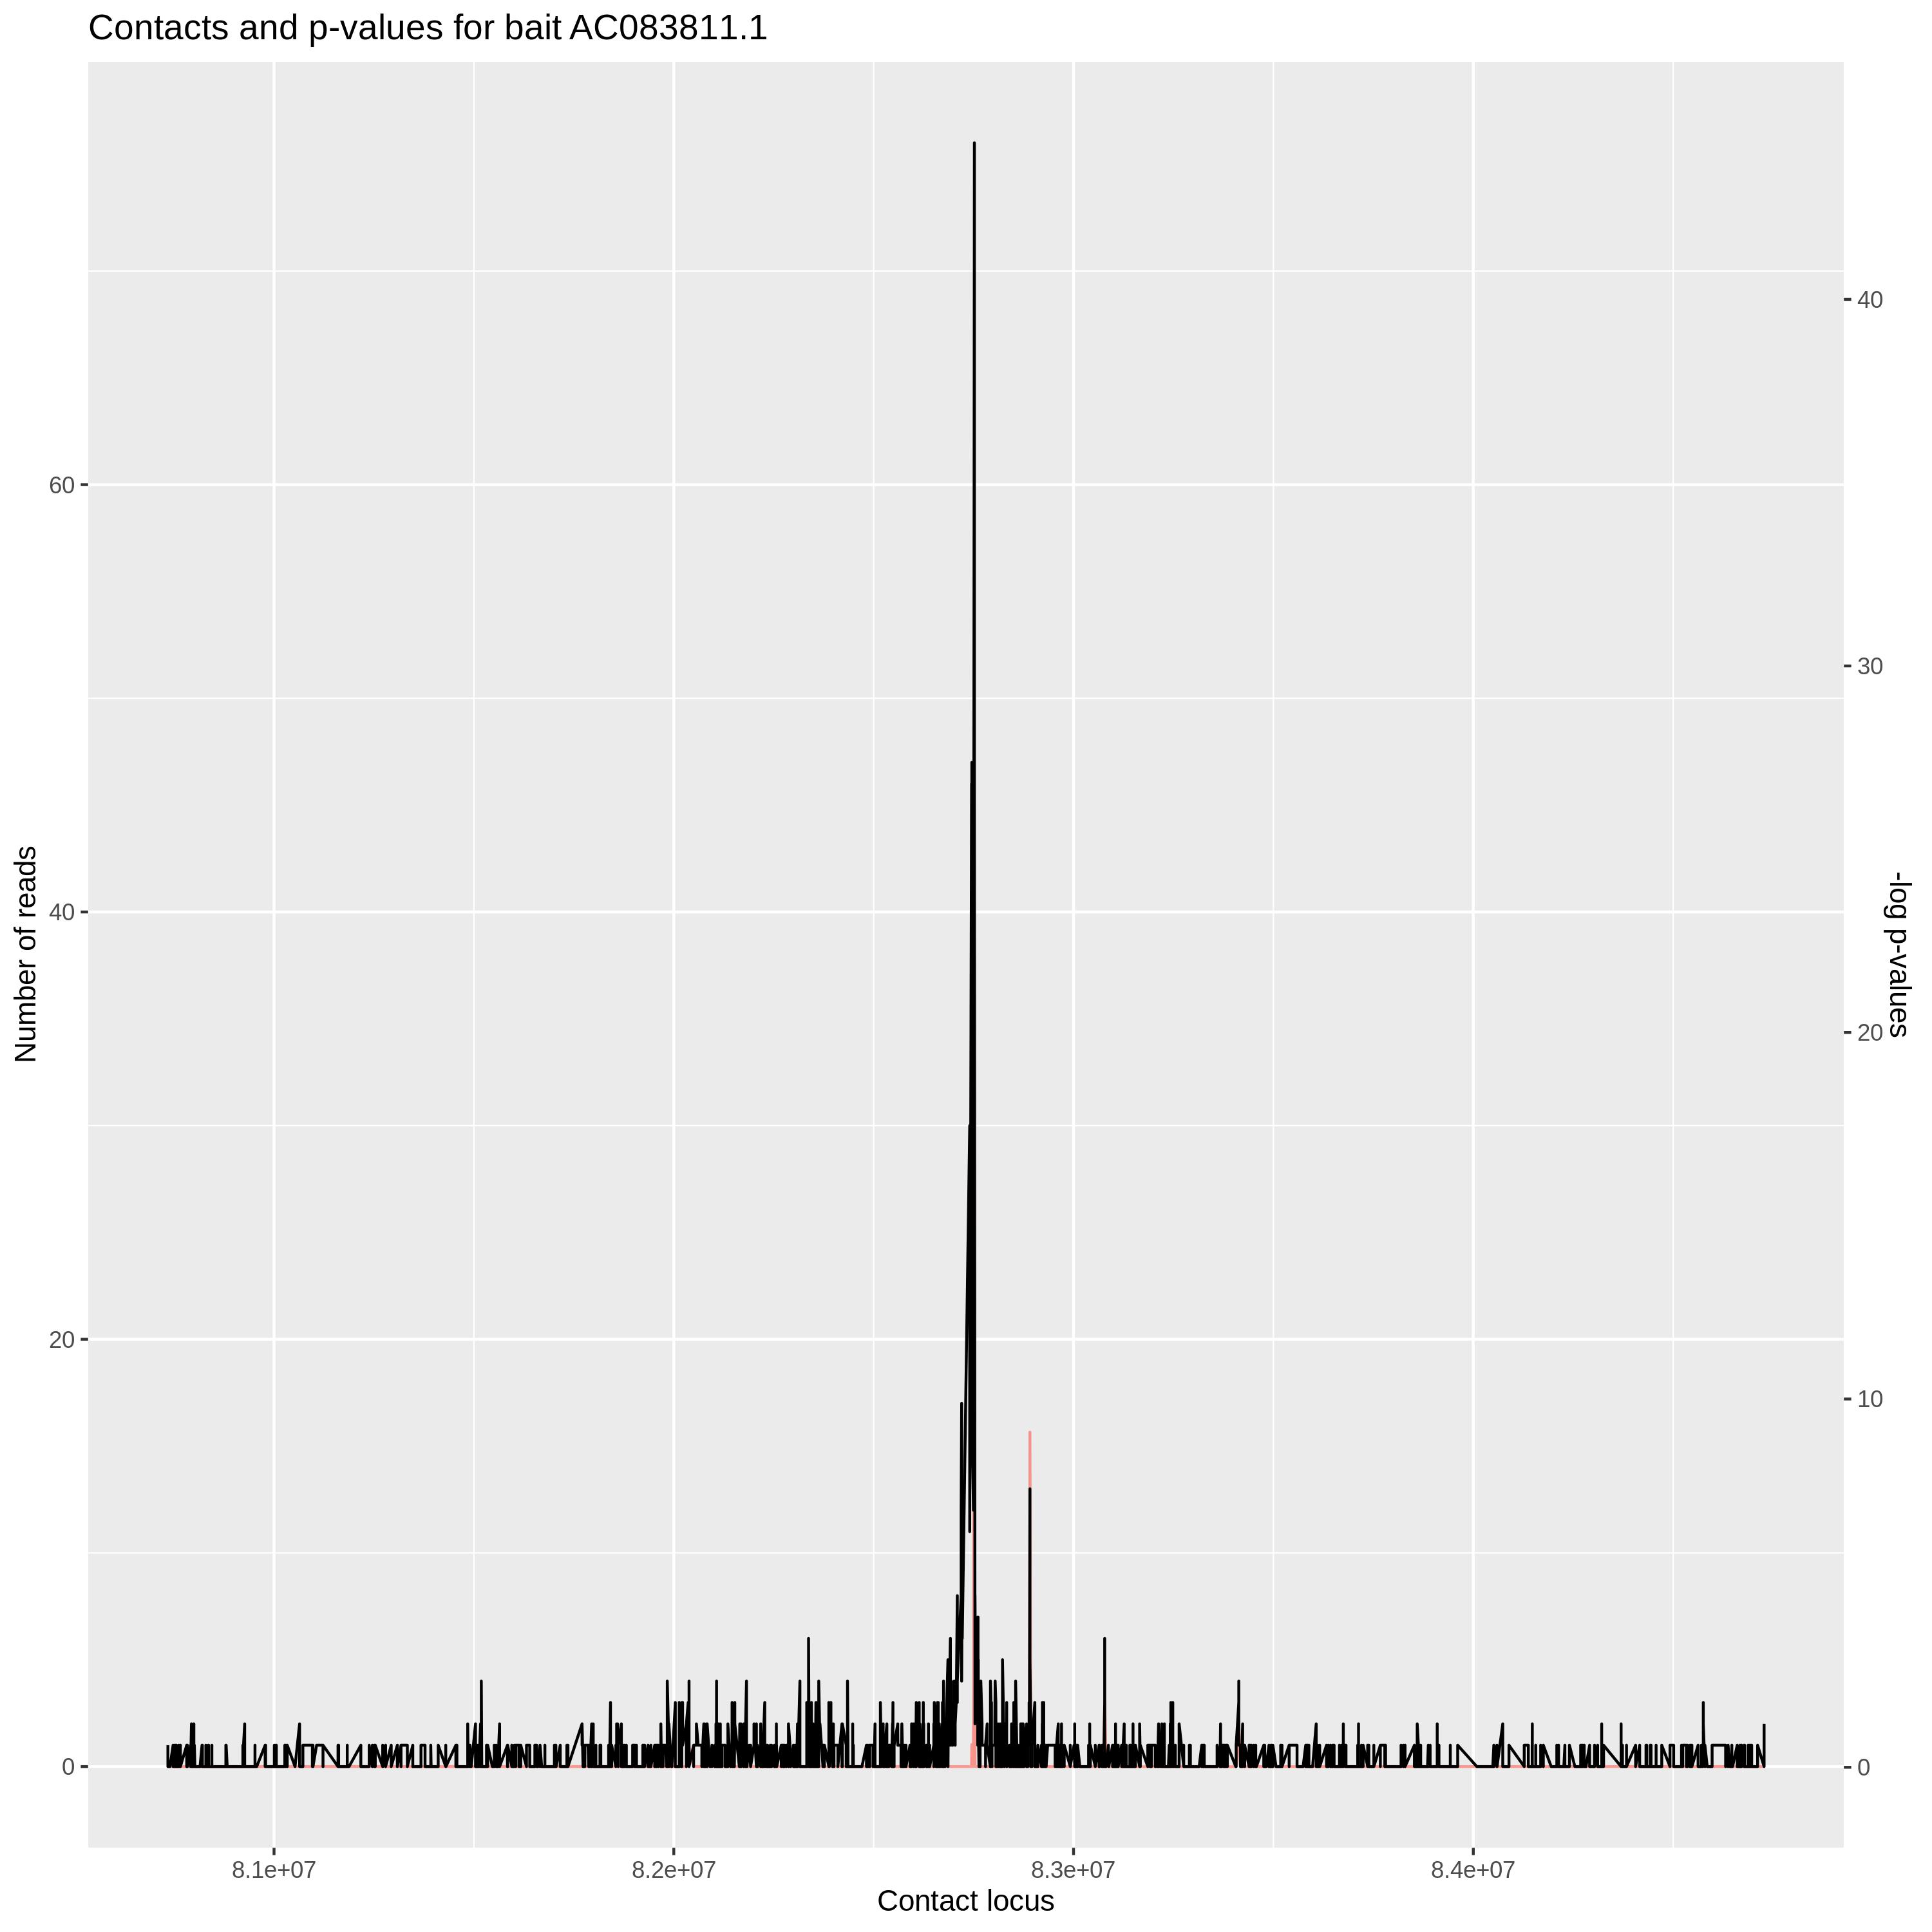 Contacts and p-values for bait AC083811.1
Number of reads
60
40
20
0
40
30
20
10
0
-log p-values
8.1e+07
8.2e+07
8.3e+07
8.4e+07
Contact locus